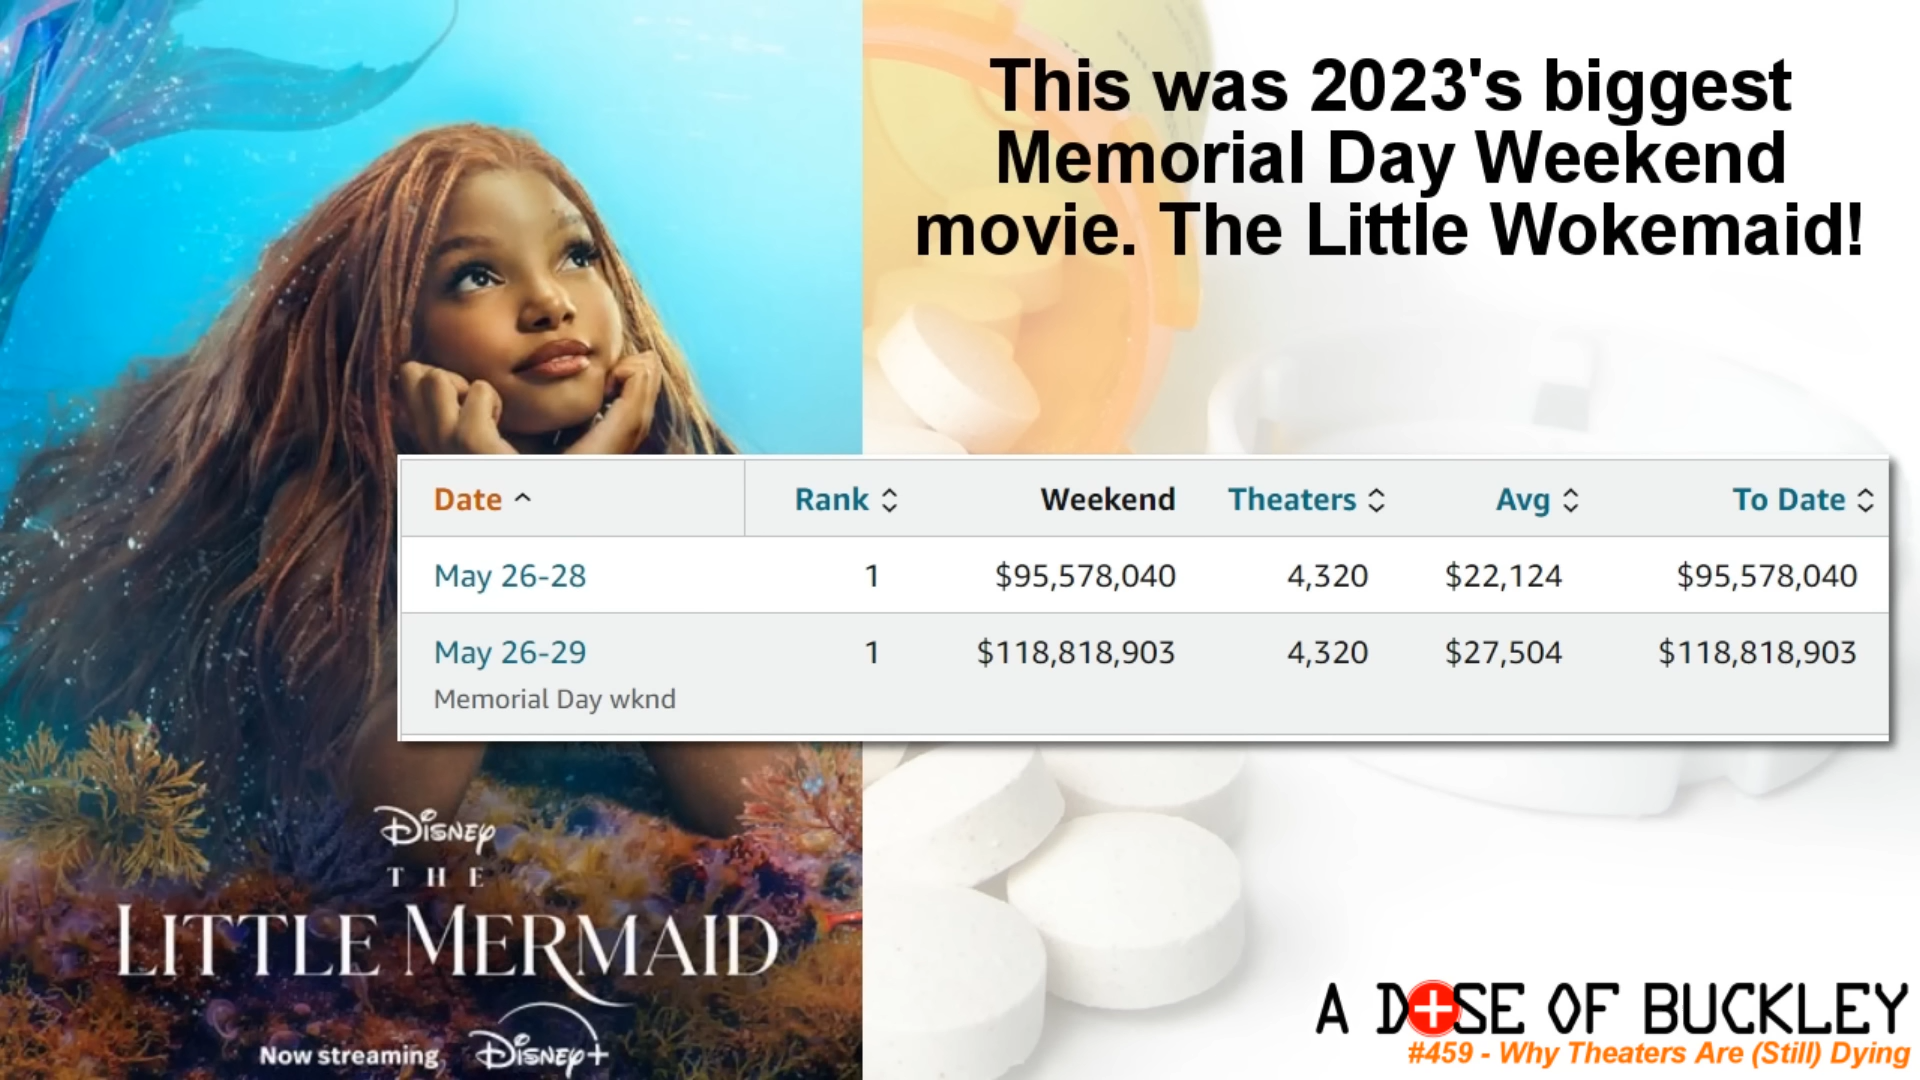 This was 2023's biggest
Memorial Day Weekend
movie. The Little Wokemaid!
Date Rank Weekend Theaters Avg To Date
May 26-28 1 $95,578,040 4,320 $22,124 $95,578,040
May 26-29 1 $118,818,903 4,320 $27,504 $118,818,903
Memorial Day wknd
Disney
THE
LITTLE MERMAID
Now streaming Disney+
A DOSE OF BUCKLEY
#459 - Why Theaters Are (Still) Dying